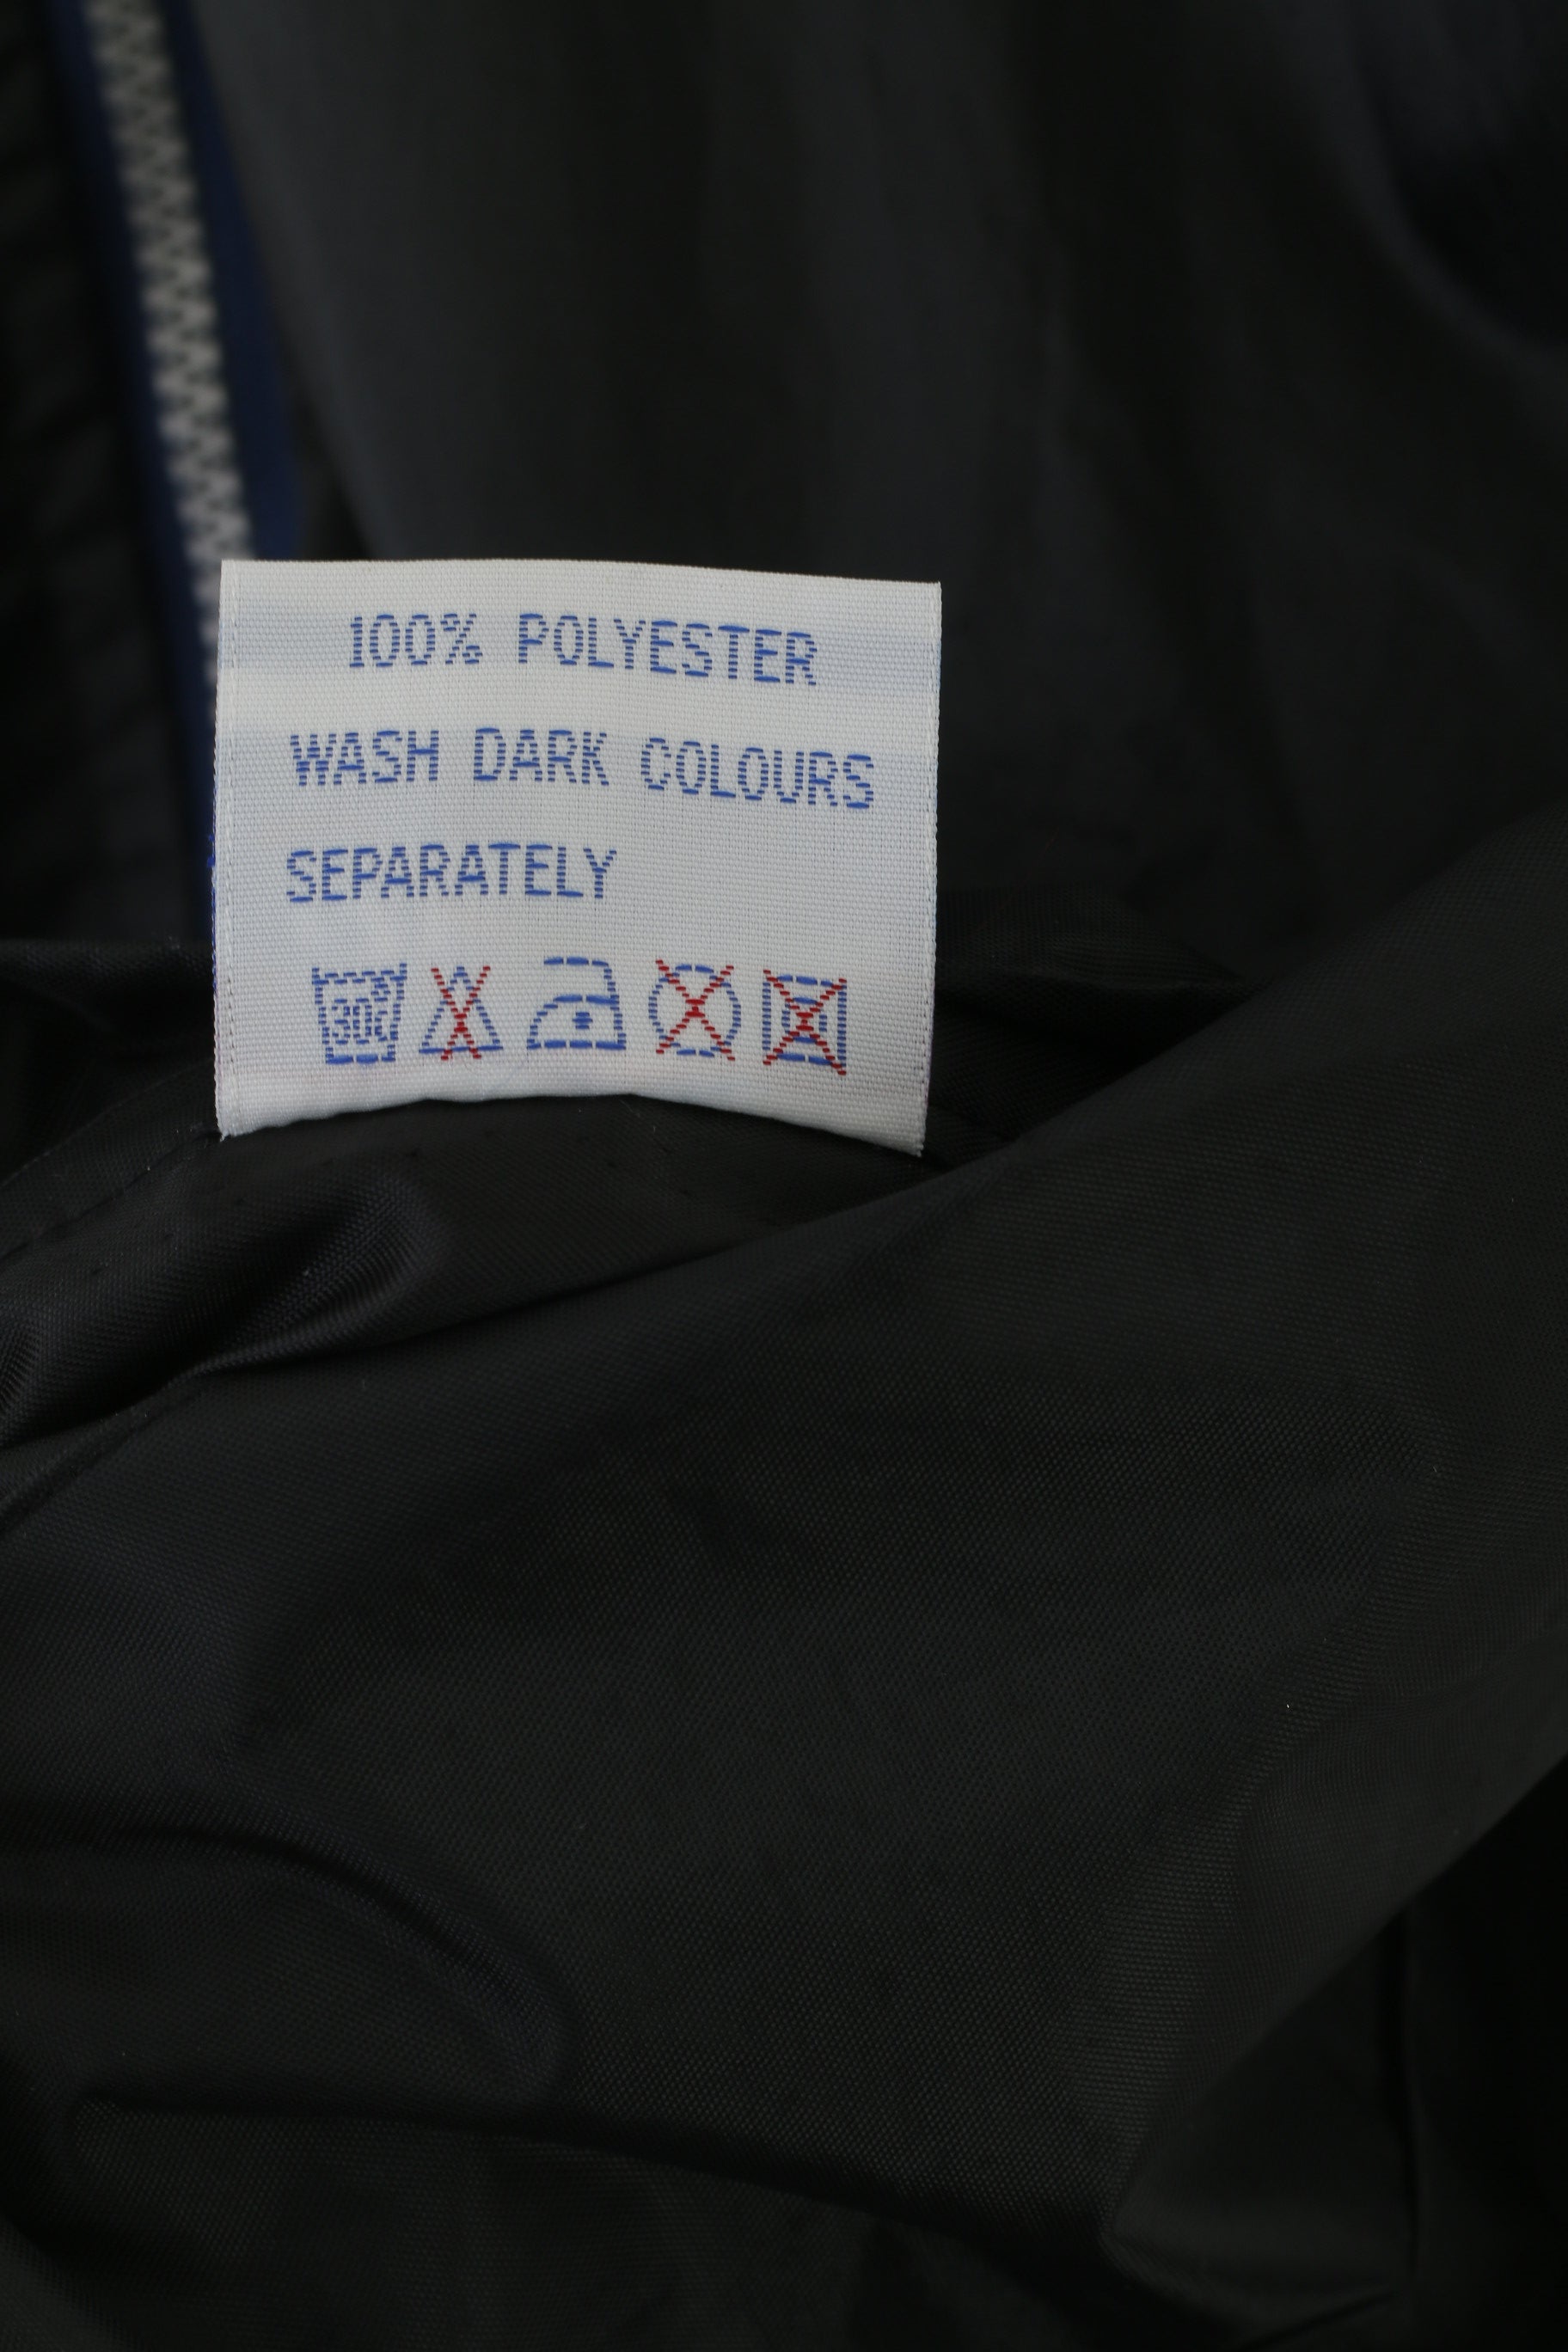 100% POLYESTER
WASH DARK COLOURS
SEPARATELY
30°c